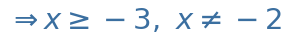 ⇒x ≥ −3, x ≠ −2